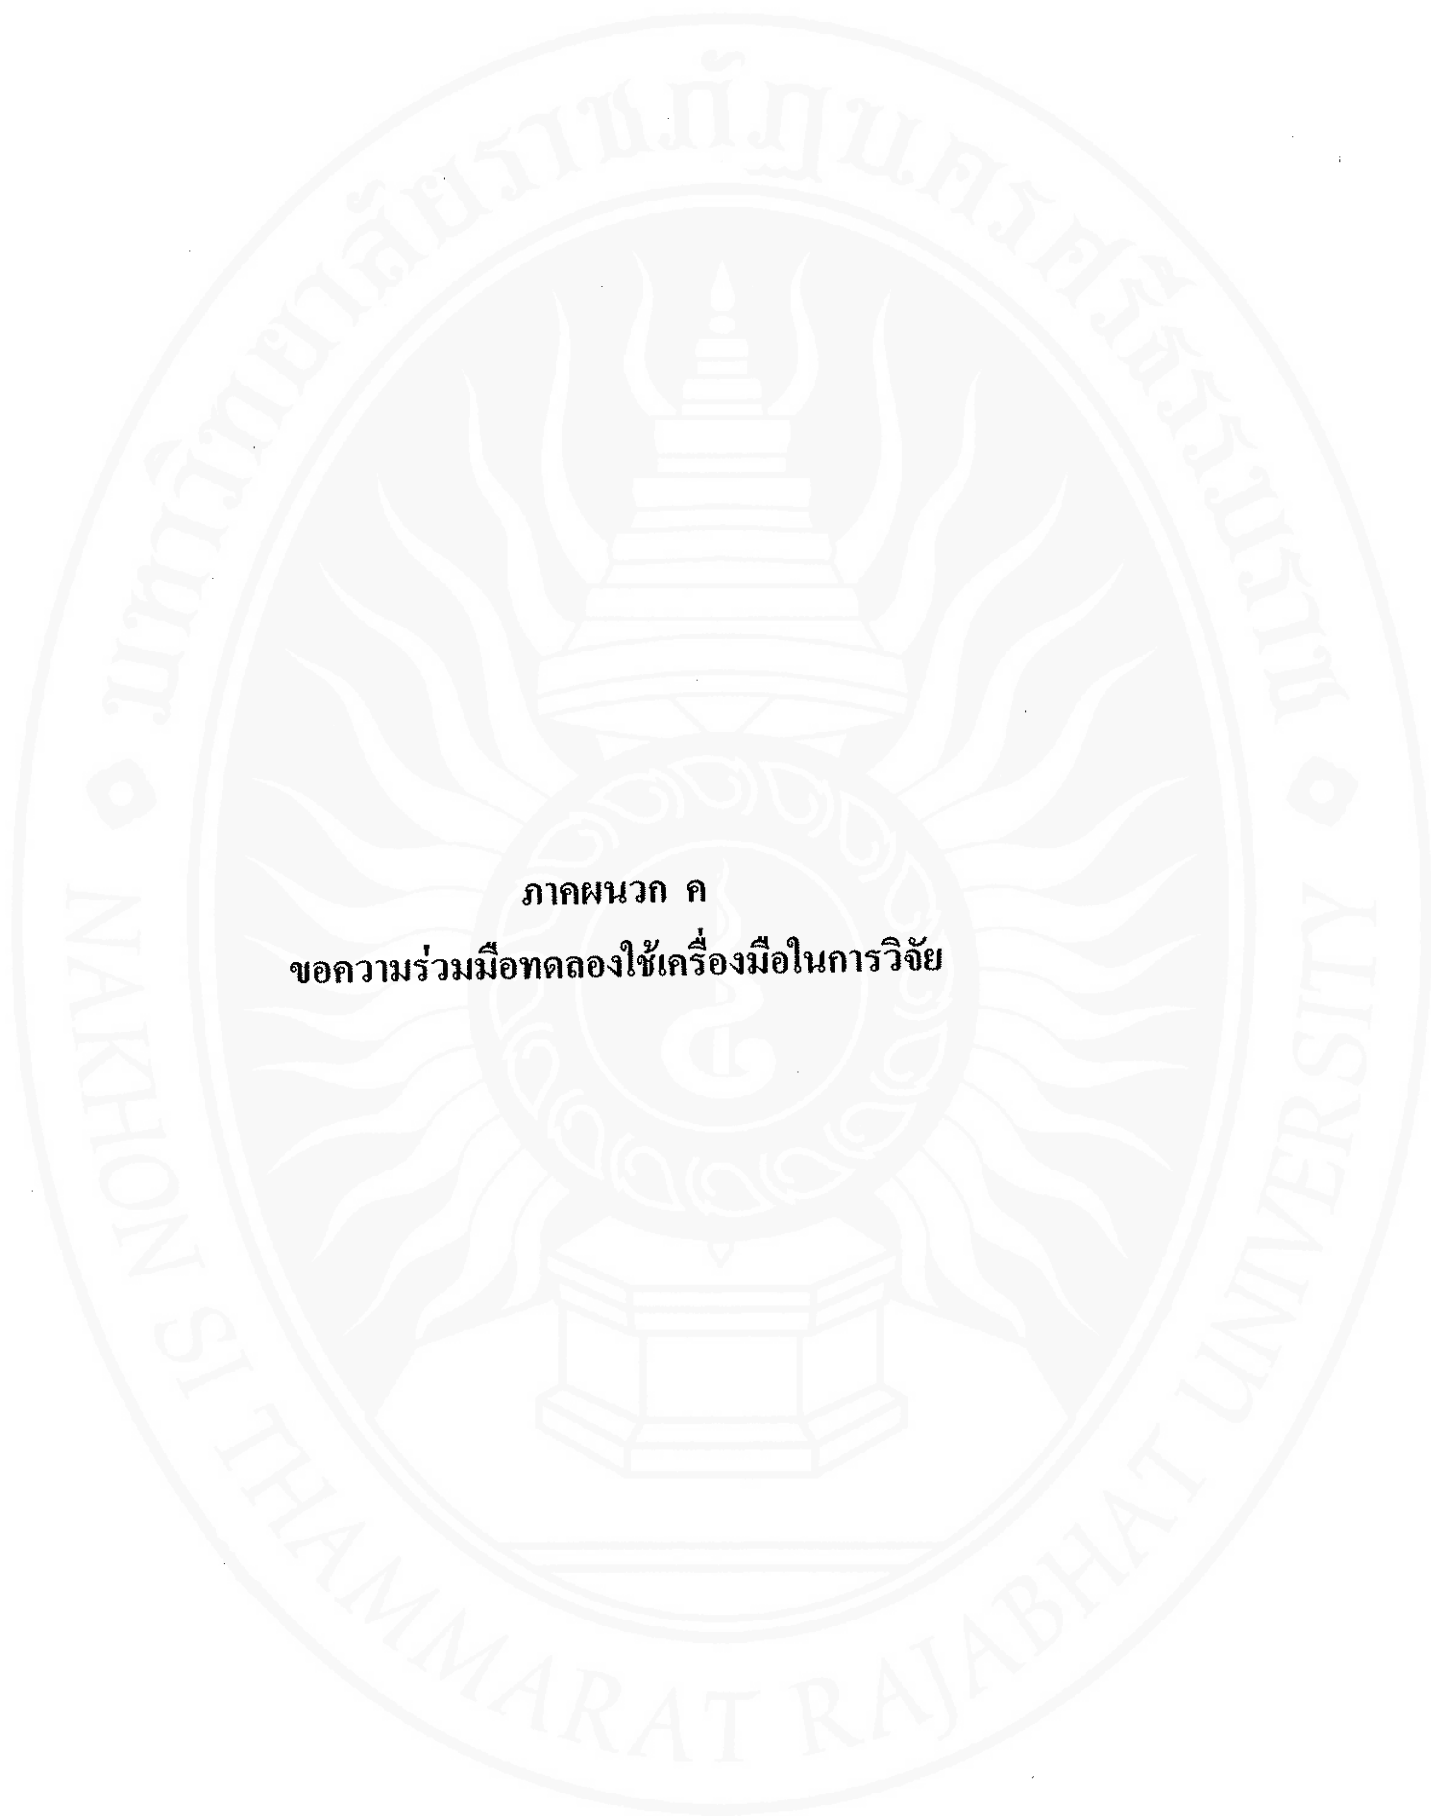 มหาวิทยาลัยราชภัฏนครศรีธรรมราช
ภาคผนวก ค
ขอความร่วมมือทดลองใช้เครื่องมือในการวิจัย
NAKHON SI THAMMARAT RAJABHAT UNIVERSITY